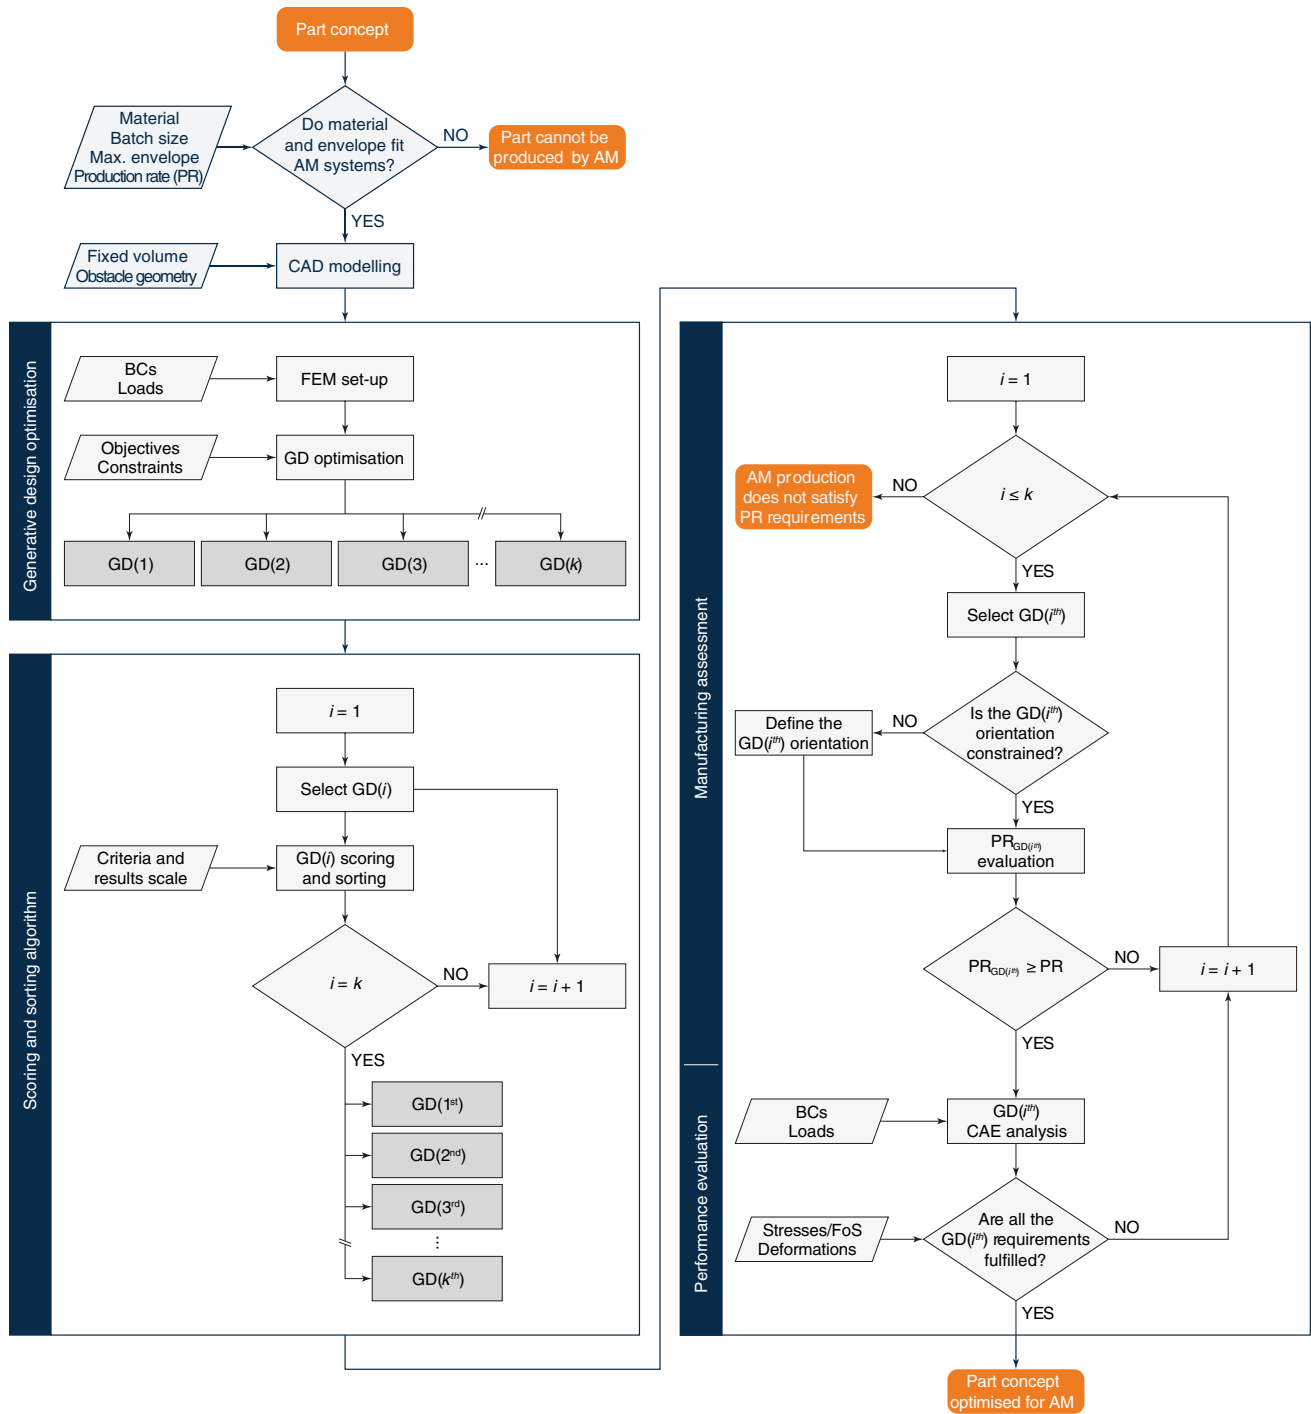 Part concept
Material
Batch size
Max. envelope
Production rate (PR)
Do material
and envelope fit
AM systems?
NO
Part cannot be
produced by AM
YES
Fixed volume
Obstacle geometry
CAD modelling
Generative design optimisation
BCs
Loads
FEM set-up
Objectives
Constraints
GD optimisation
GD(1)
GD(2)
GD(3)
...
GD(k)
Scoring and sorting algorithm
i = 1
Select GD(i)
Criteria and
results scale
GD(i) scoring
and sorting
i = k
NO
i = i + 1
YES
GD(1st)
GD(2nd)
GD(3rd)
...
GD(kth)
Manufacturing assessment
i = 1
i ≤ k
NO
AM production
does not satisfy
PR requirements
YES
Select GD(ith)
Is the GD(ith)
orientation
constrained?
NO
Define the
GD(ith) orientation
YES
PRGD(ith)
evaluation
PRGD(ith) ≥ PR
NO
i = i + 1
YES
Performance evaluation
BCs
Loads
GD(ith)
CAE analysis
Stresses/FoS
Deformations
Are all the
GD(ith) requirements
fulfilled?
NO
YES
Part concept
optimised for AM